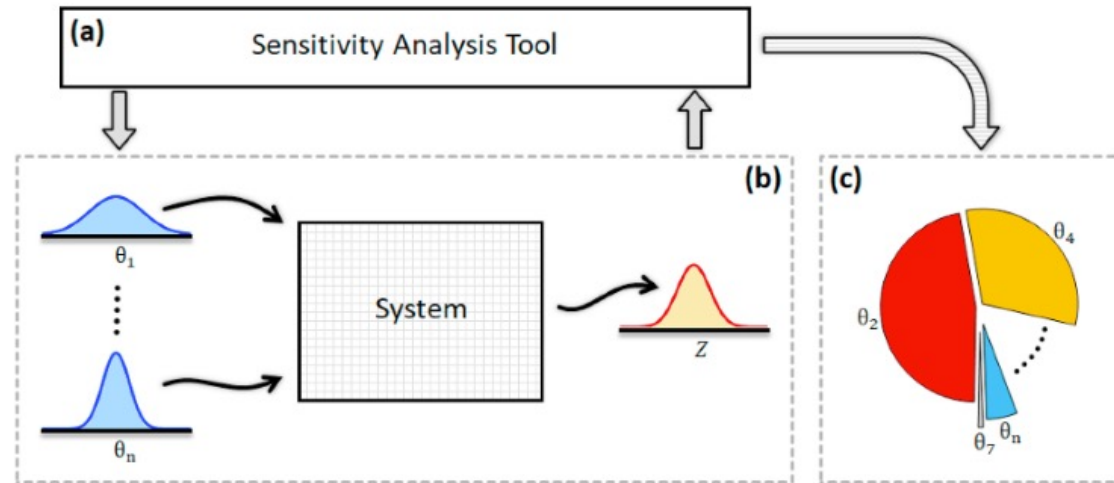 (a)
Sensitivity Analysis Tool
(b)
θ₁
θₙ
System
Z
(c)
θ₄
θ₂
θ₇
θₙ